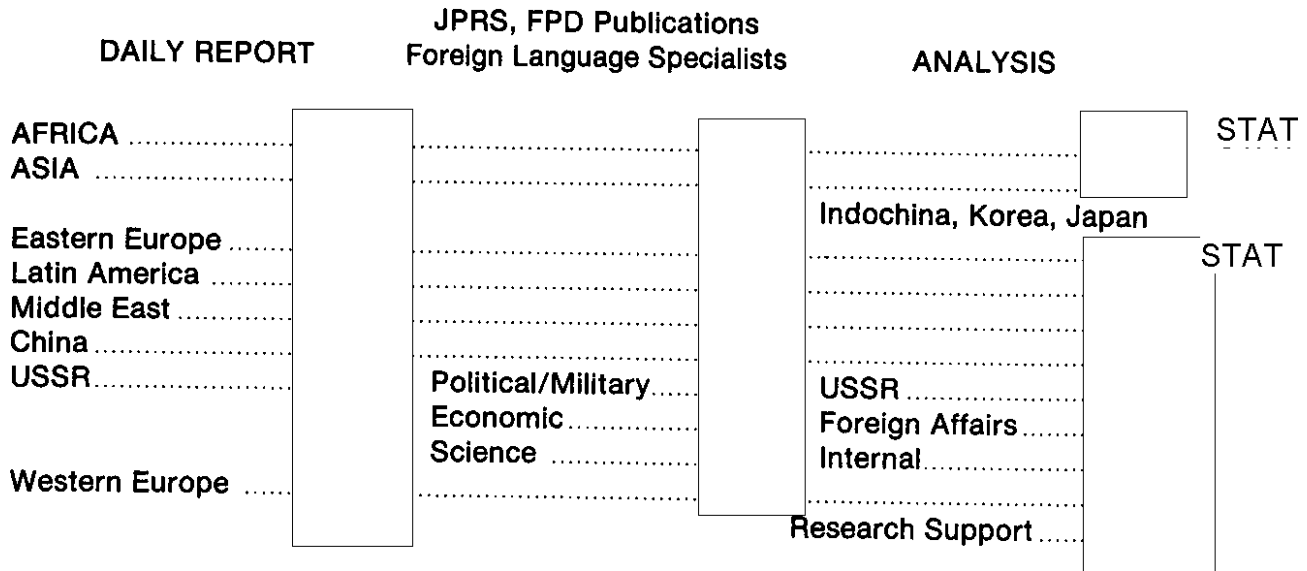 JPRS, FPD Publications
DAILY REPORT Foreign Language Specialists ANALYSIS
AFRICA STAT
ASIA
Indochina, Korea, Japan
Eastern Europe STAT
Latin America
Middle East
China
USSR Political/Military USSR
Economic Foreign Affairs
Science Internal
Western Europe
Research Support